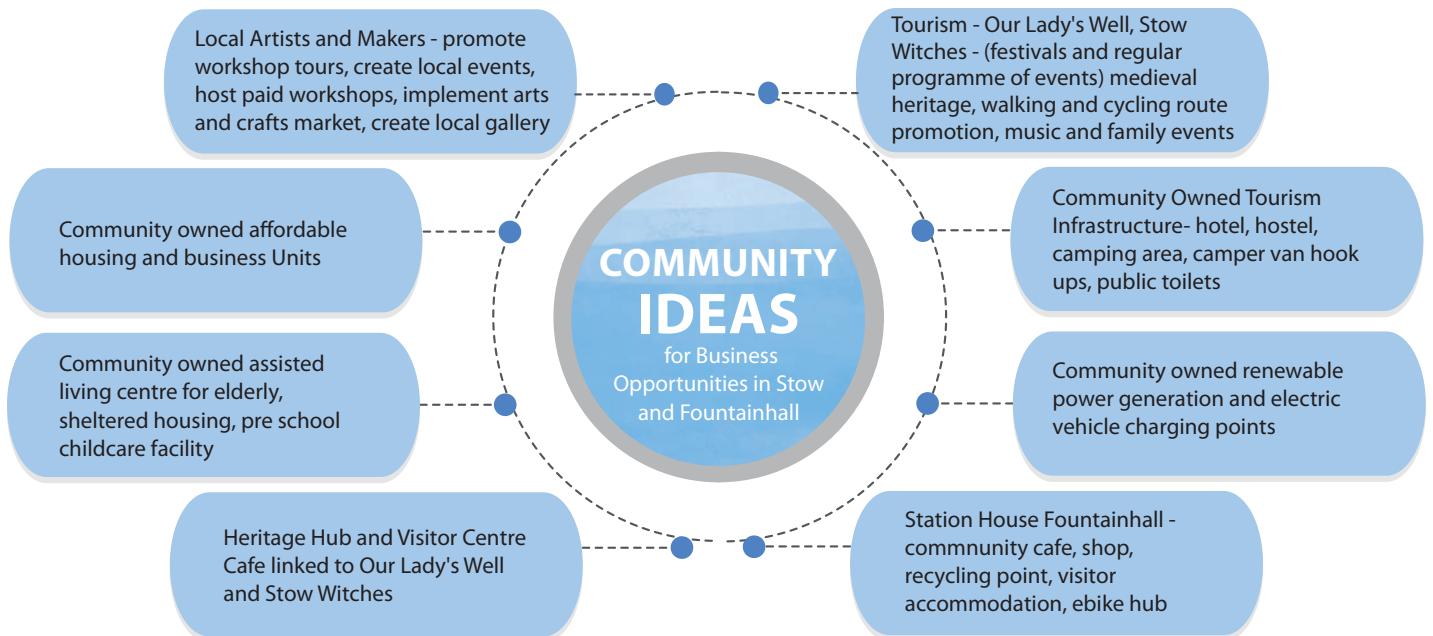 Local Artists and Makers - promote
workshop tours, create local events,
host paid workshops, implement arts
and crafts market, create local gallery
Tourism - Our Lady's Well, Stow
Witches - (festivals and regular
programme of events) medieval
heritage, walking and cycling route
promotion, music and family events
Community owned affordable
housing and business Units
Community Owned Tourism
Infrastructure- hotel, hostel,
camping area, camper van hook
ups, public toilets
COMMUNITY
IDEAS
for Business
Opportunities in Stow
and Fountainhall
Community owned assisted
living centre for elderly,
sheltered housing, pre school
childcare facility
Community owned renewable
power generation and electric
vehicle charging points
Heritage Hub and Visitor Centre
Cafe linked to Our Lady's Well
and Stow Witches
Station House Fountainhall -
commnunity cafe, shop,
recycling point, visitor
accommodation, ebike hub